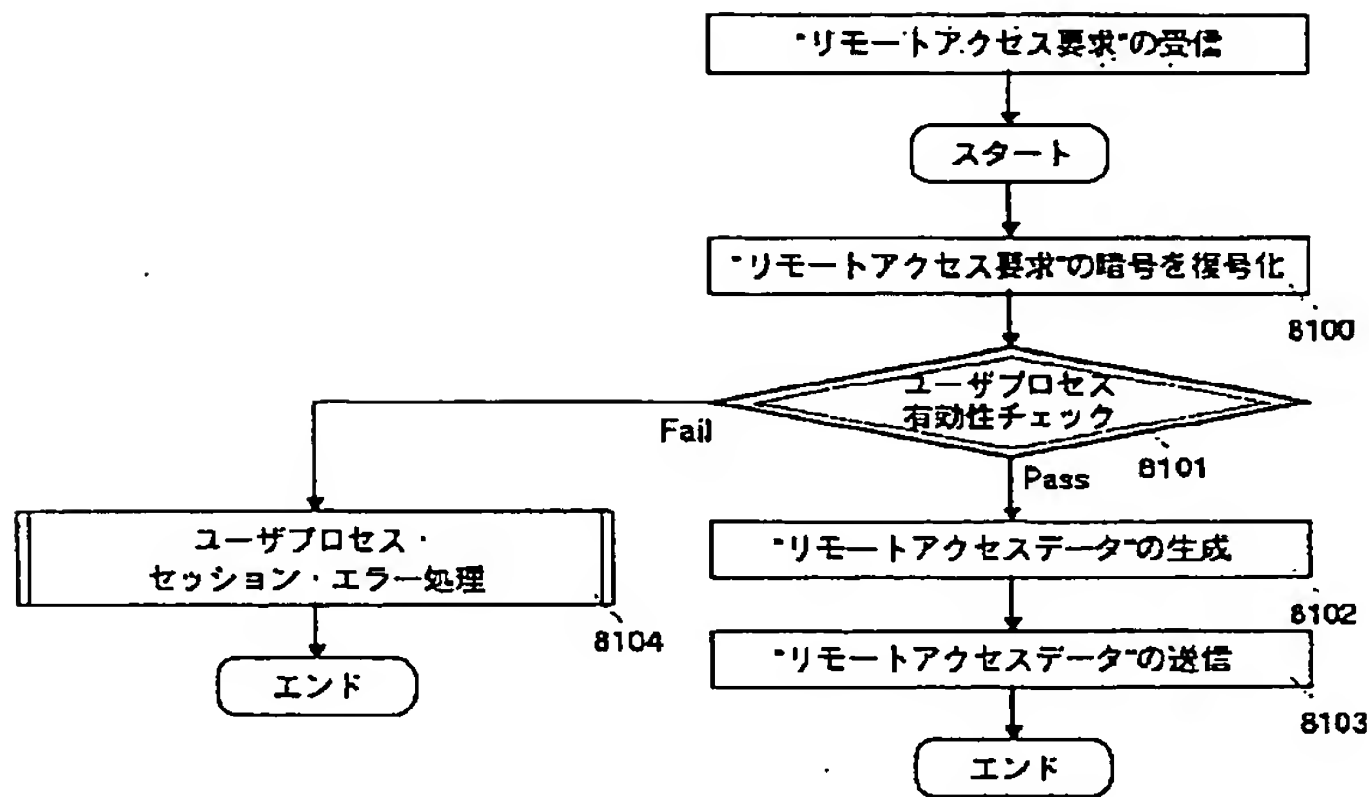 "リモートアクセス要求"の受信
スタート
"リモートアクセス要求"の暗号を復号化
8100
ユーザプロセス
有効性チェック
8101
Fail
Pass
ユーザプロセス・
セッション・エラー処理
8104
エンド
"リモートアクセスデータ"の生成
8102
"リモートアクセスデータ"の送信
8103
エンド